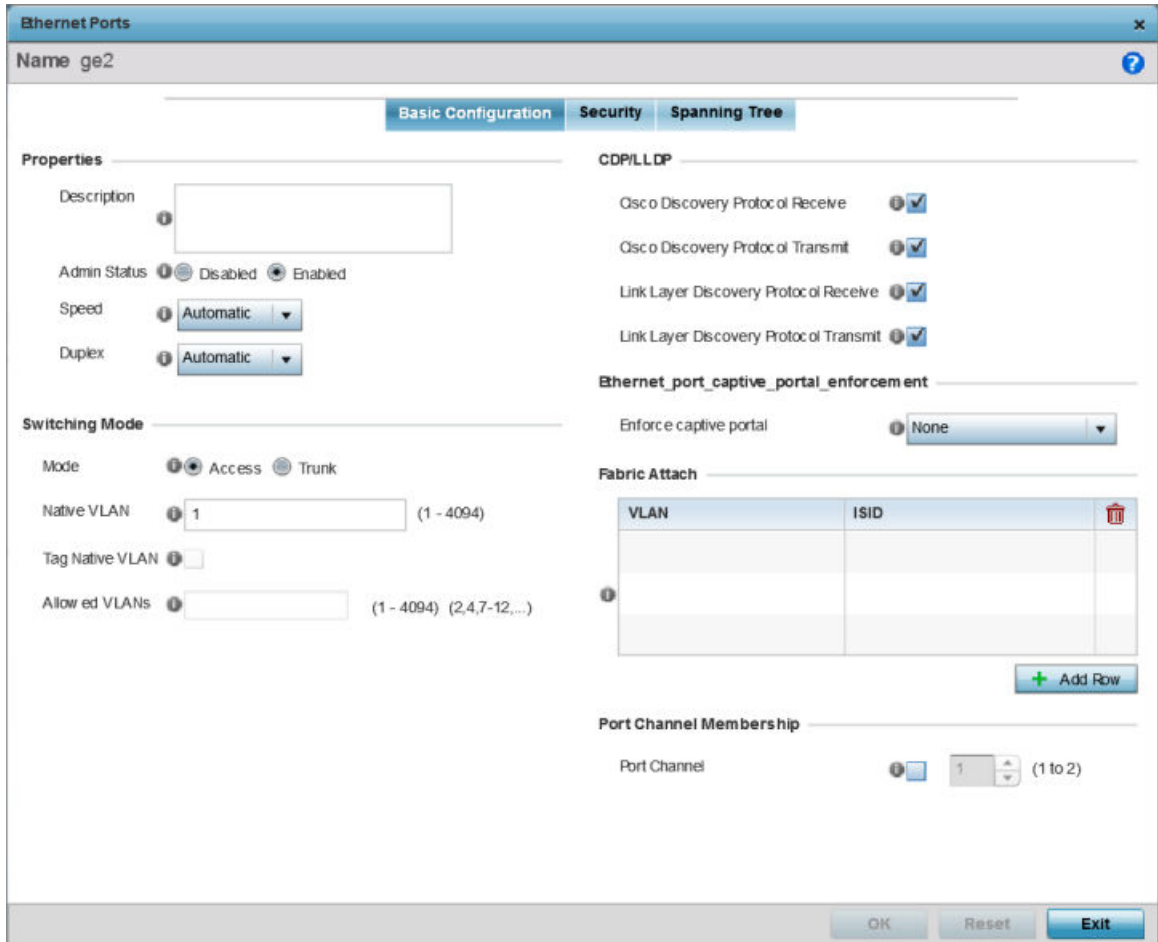 Ethernet Ports
×
Name ge2
?
Basic Configuration Security Spanning Tree
Properties
Description
Admin Status Disabled Enabled
Speed Automatic
Duplex Automatic
Switching Mode
Mode Access Trunk
Native VLAN 1 (1 - 4094)
Tag Native VLAN
Allowed VLANs (1 - 4094) (2,4,7-12,...)
CDP/LLDP
Cisco Discovery Protocol Receive
Cisco Discovery Protocol Transmit
Link Layer Discovery Protocol Receive
Link Layer Discovery Protocol Transmit
Ethernet_port_captive_portal_enforcement
Enforce captive portal None
Fabric Attach
VLAN ISID
+ Add Row
Port Channel Membership
Port Channel 1 (1 to 2)
OK Reset Exit